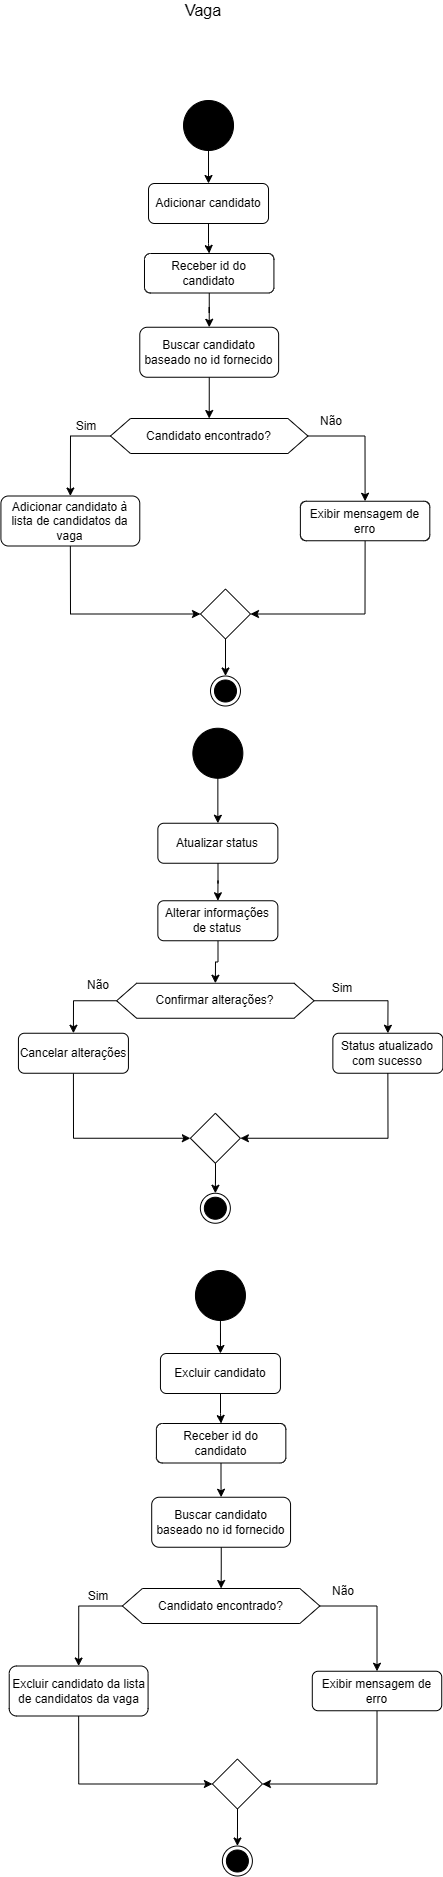 Vaga
Adicionar candidato
Receber id do
candidato
Buscar candidato
baseado no id fornecido
Candidato encontrado?
Sim
Não
Adicionar candidato à
lista de candidatos da
vaga
Exibir mensagem de
erro
Atualizar status
Alterar informações
de status
Confirmar alterações?
Não
Sim
Cancelar alterações
Status atualizado
com sucesso
Excluir candidato
Receber id do
candidato
Buscar candidato
baseado no id fornecido
Candidato encontrado?
Sim
Não
Excluir candidato da lista
de candidatos da vaga
Exibir mensagem de
erro